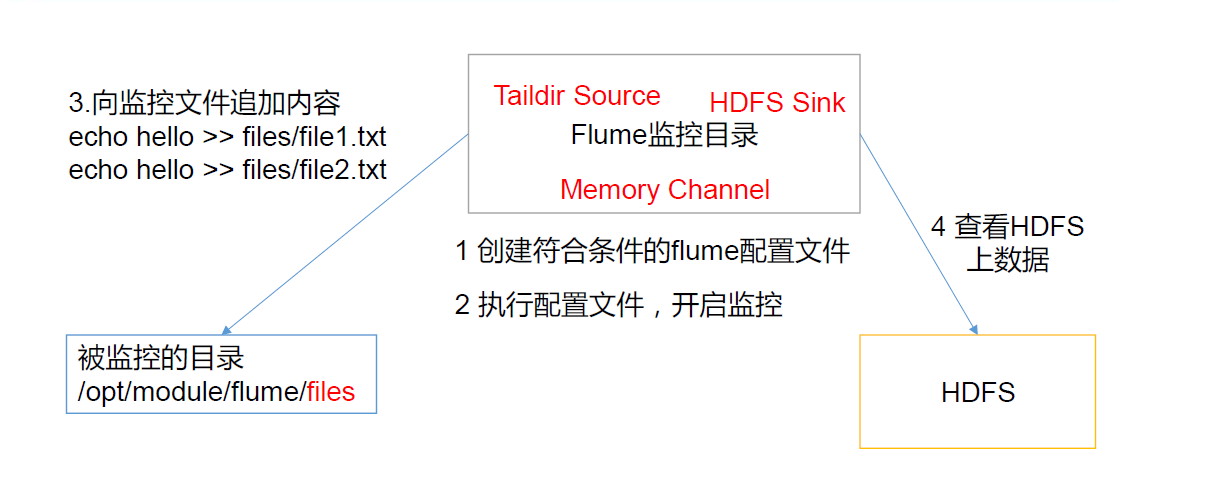 3.向监控文件追加内容
echo hello >> files/file1.txt
echo hello >> files/file2.txt
Taildir Source
HDFS Sink
Flume监控目录
Memory Channel
1 创建符合条件的flume配置文件
2 执行配置文件，开启监控
4 查看HDFS
上数据
被监控的目录
/opt/module/flume/files
HDFS